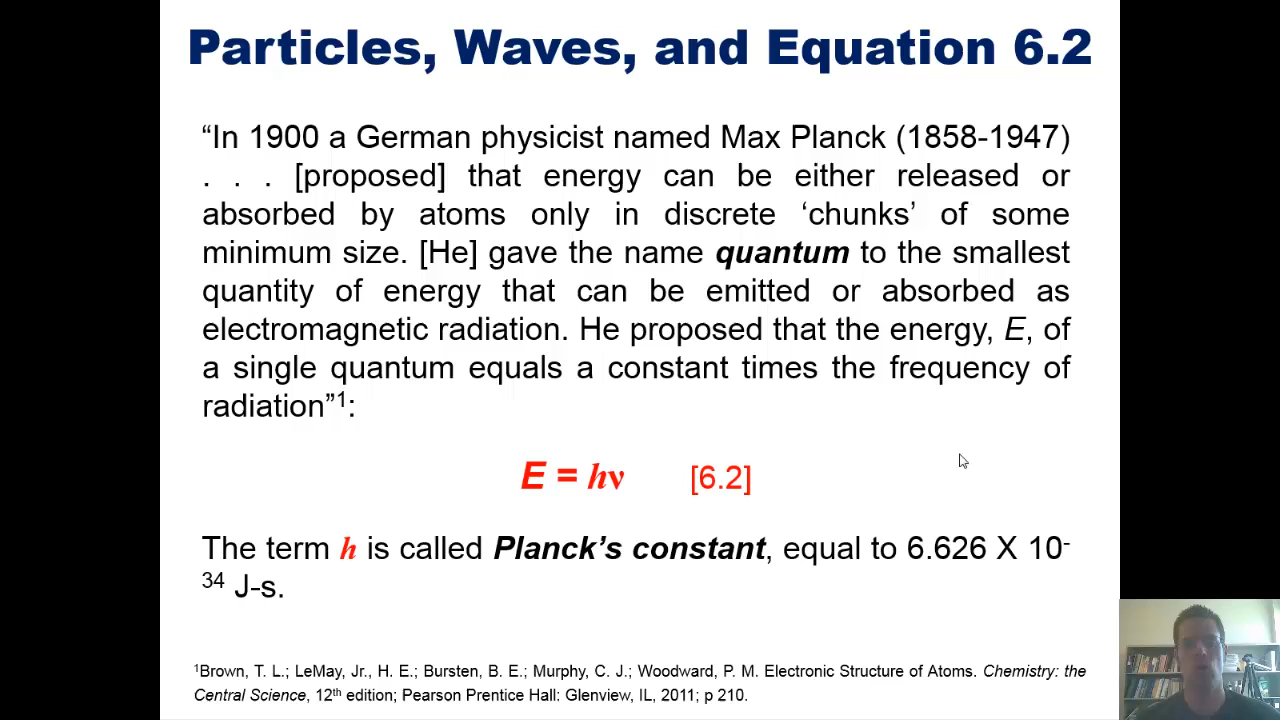 Particles, Waves, and Equation 6.2
“In 1900 a German physicist named Max Planck (1858-1947)
. . . [proposed] that energy can be either released or
absorbed by atoms only in discrete ‘chunks’ of some
minimum size. [He] gave the name quantum to the smallest
quantity of energy that can be emitted or absorbed as
electromagnetic radiation. He proposed that the energy, E, of
a single quantum equals a constant times the frequency of
radiation”¹:
E = hν [6.2]
The term h is called Planck’s constant, equal to 6.626 X 10⁻
³⁴ J-s.
¹Brown, T. L.; LeMay, Jr., H. E.; Bursten, B. E.; Murphy, C. J.; Woodward, P. M. Electronic Structure of Atoms. Chemistry: the
Central Science, 12th edition; Pearson Prentice Hall: Glenview, IL, 2011; p 210.